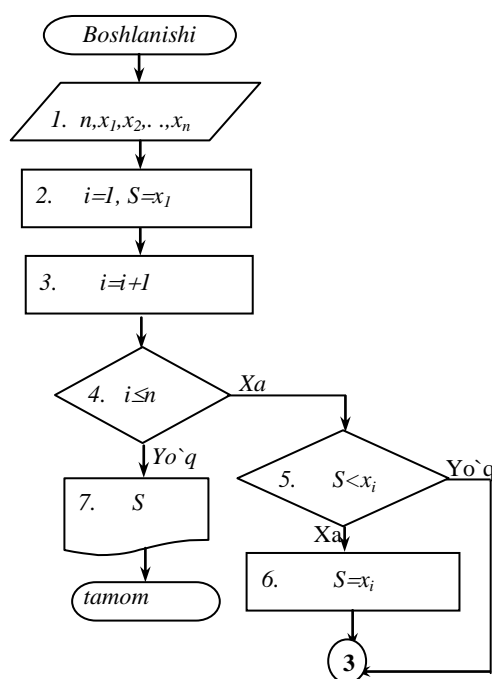 Boshlanishi
1. n,x₁,x₂,. .,xₙ
2. i=1, S=x₁
3. i=i+1
4. i≤n
Xa
Yo`q
5. S<xᵢ
Yo`q
Xa
7. S
6. S=xᵢ
tamom
3